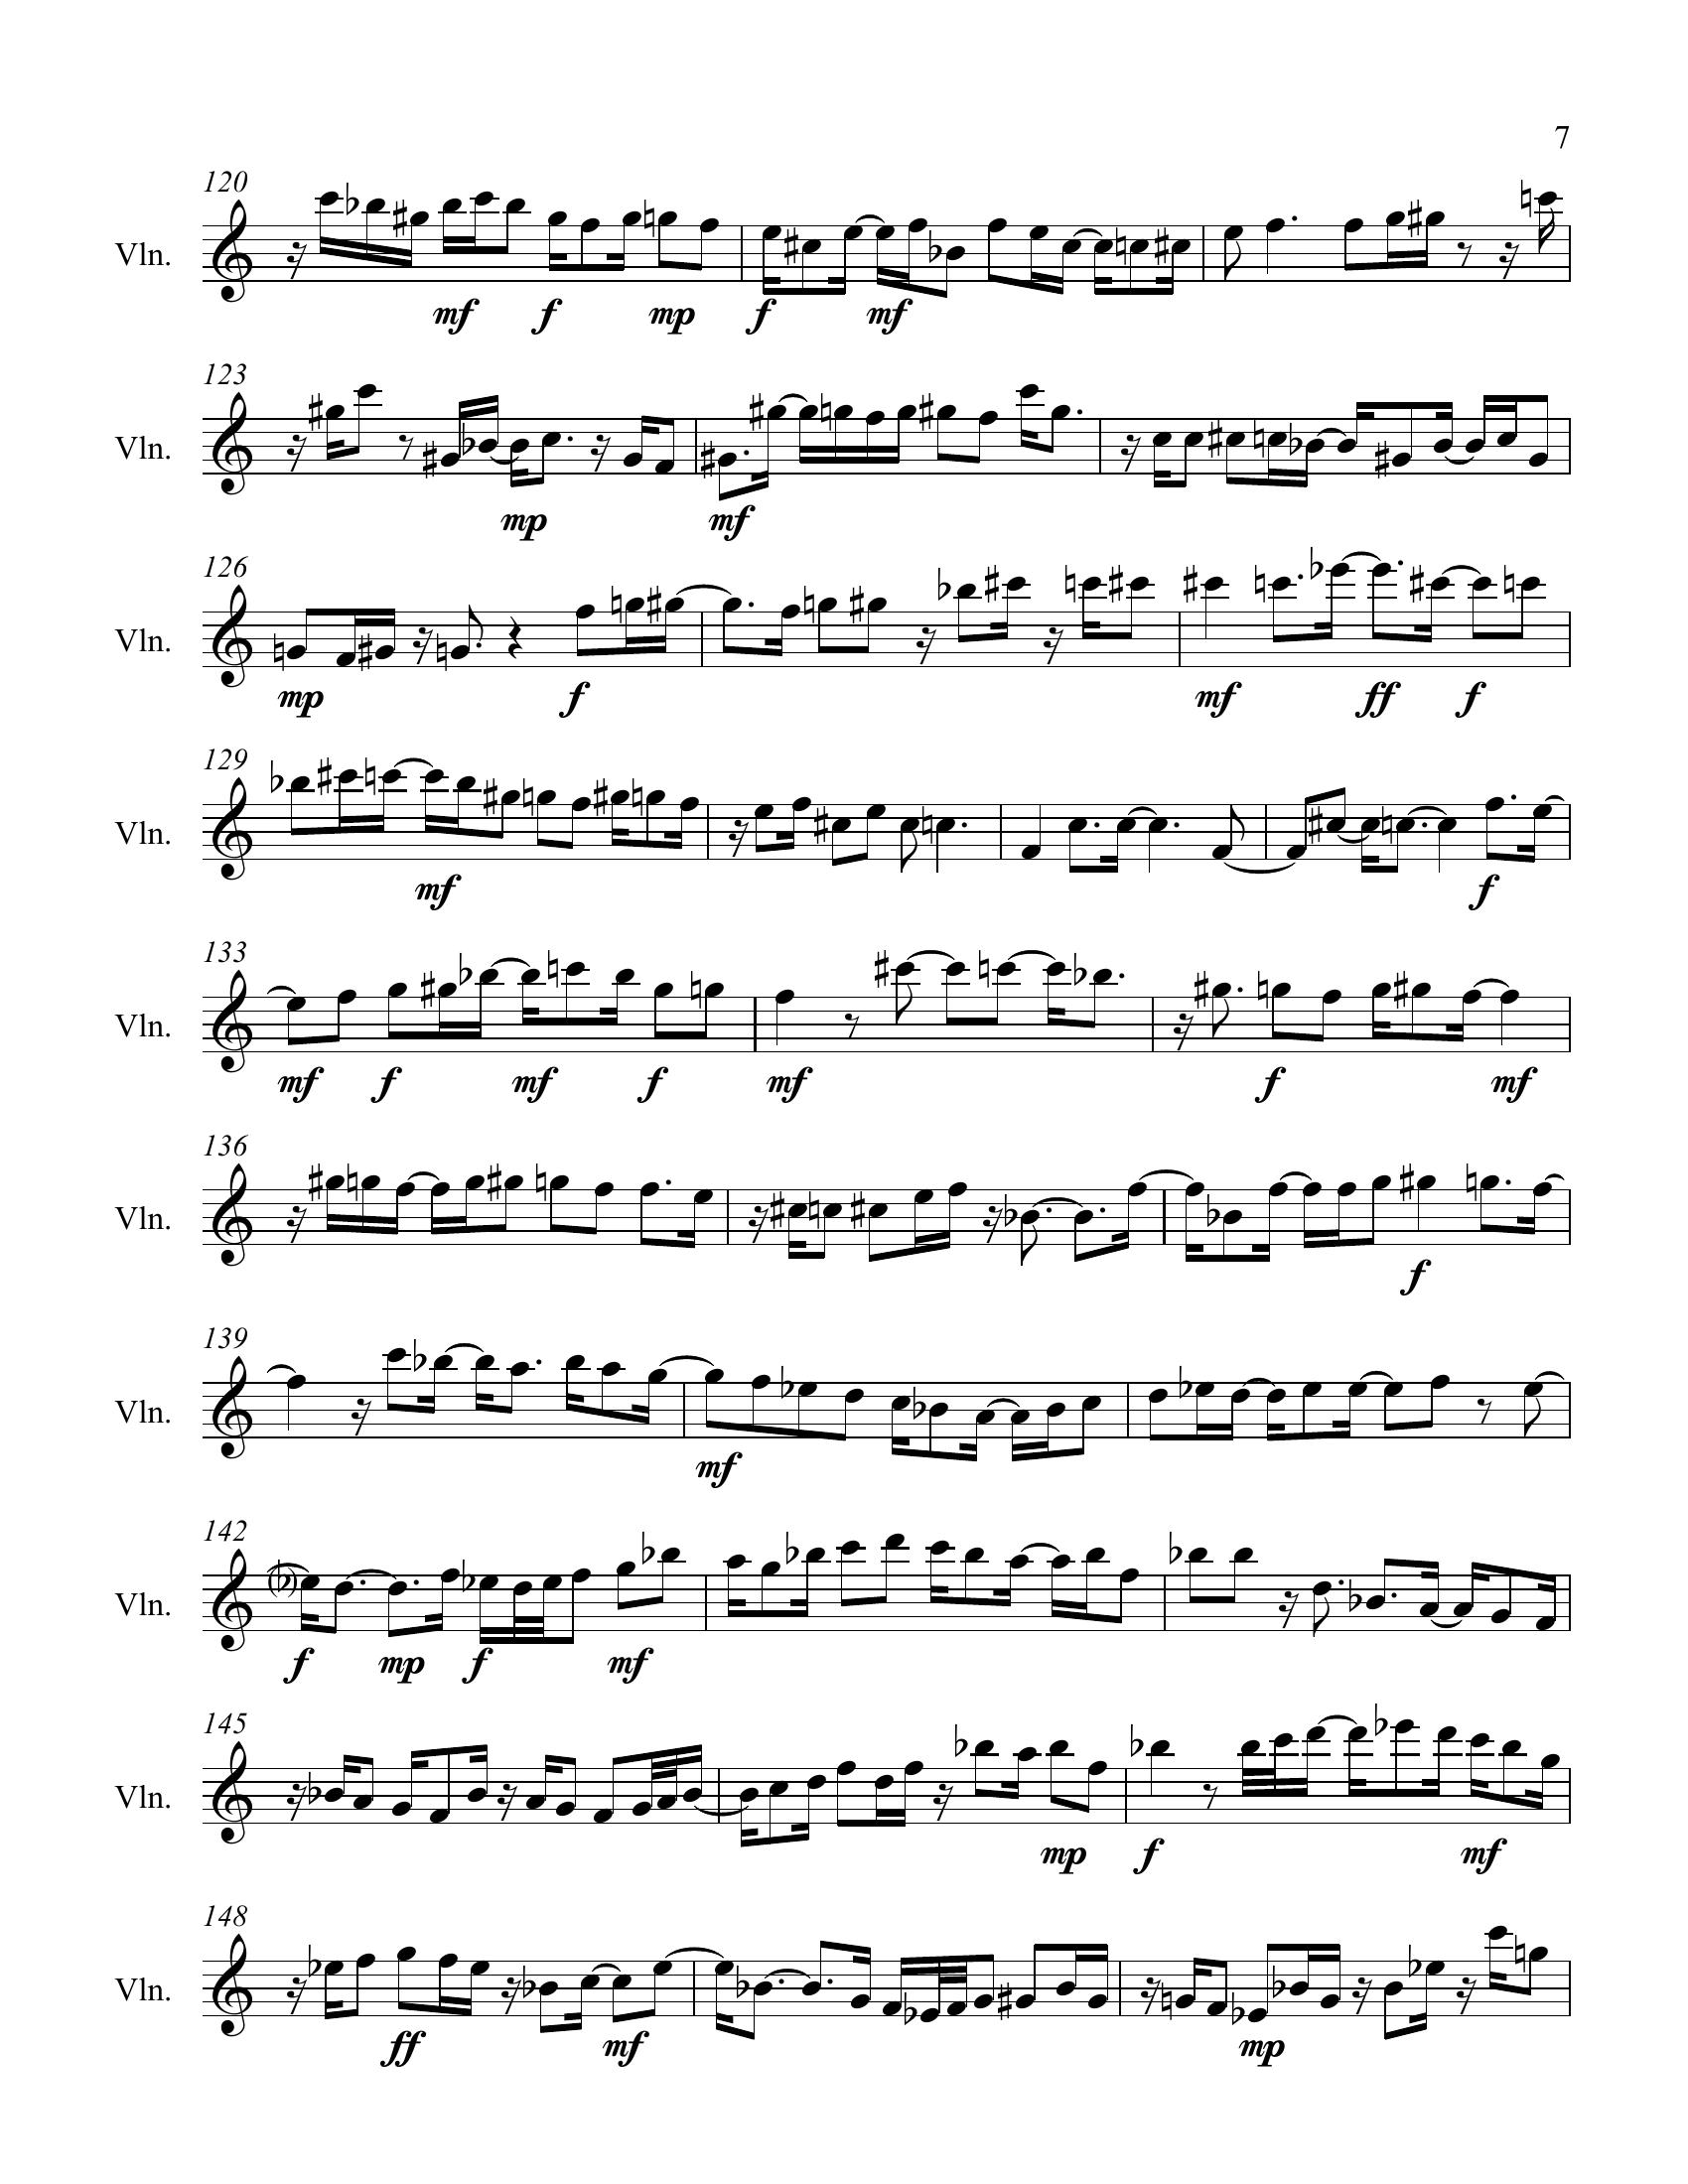 7
120
Vln.
mf f mp f mf
123
Vln.
mp mf
126
Vln.
mp f mf ff f
129
Vln.
mf f
133
Vln.
mf f mf f mf f mf
136
Vln.
f
139
Vln.
mf
142
Vln.
f mp f mf
145
Vln.
mp f mf
148
Vln.
ff mf mp